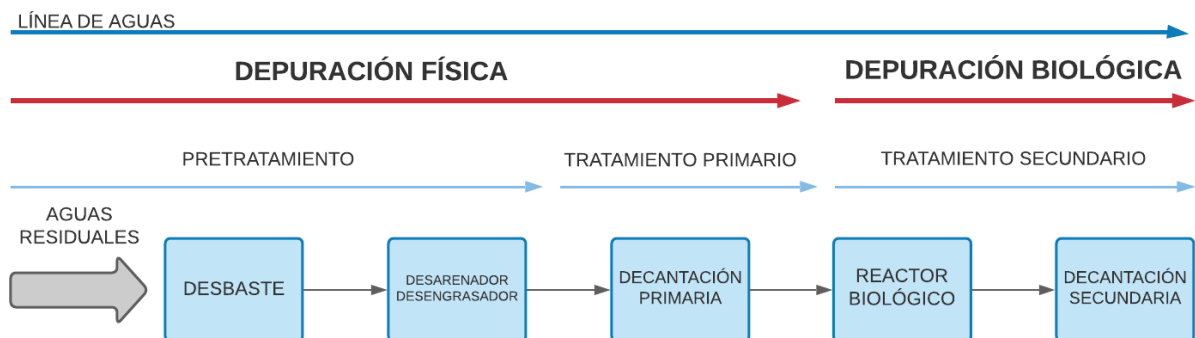 LÍNEA DE AGUAS
DEPURACIÓN FÍSICA
DEPURACIÓN BIOLÓGICA
PRETRATAMIENTO
TRATAMIENTO PRIMARIO
TRATAMIENTO SECUNDARIO
AGUAS
RESIDUALES
DESBASTE
DESARENADOR
DESENGRASADOR
DECANTACIÓN
PRIMARIA
REACTOR
BIOLÓGICO
DECANTACIÓN
SECUNDARIA